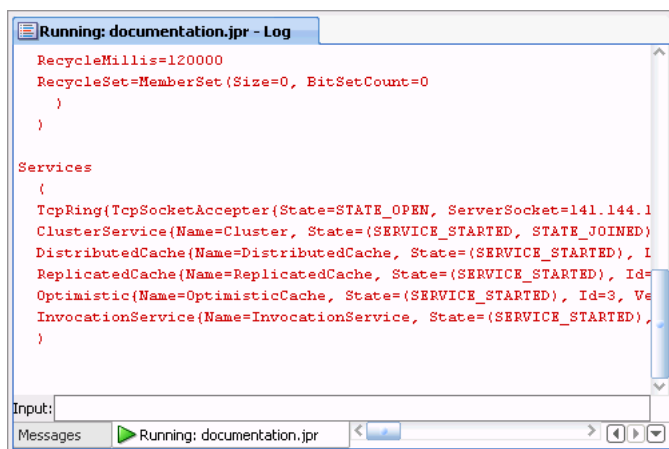 Running: documentation.jpr - Log
RecycleMillis=120000
RecycleSet=MemberSet(Size=0, BitSetCount=0
)
)
Services
(
TcpRing{TcpSocketAccepter{State=STATE_OPEN, ServerSocket=141.144.1
ClusterService{Name=Cluster, State=(SERVICE_STARTED, STATE_JOINED)
DistributedCache{Name=DistributedCache, State=(SERVICE_STARTED), I
ReplicatedCache{Name=ReplicatedCache, State=(SERVICE_STARTED), Id=
Optimistic{Name=OptimisticCache, State=(SERVICE_STARTED), Id=3, Ve
InvocationService{Name=InvocationService, State=(SERVICE_STARTED),
)
Input:
Messages Running: documentation.jpr